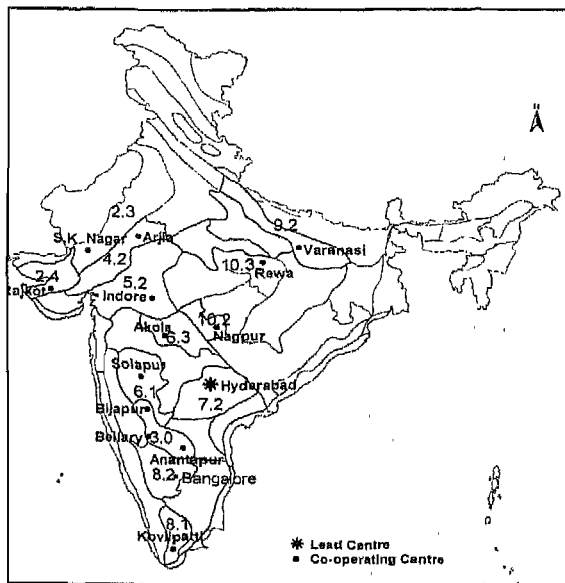 2.3
S.K. Nagar
Arjia
4.2
9.2
Varanasi
10.3
Rewa
2.4
Rajkot
5.2
Indore
Akola
6.3
10.2
Nagpur
Solapur
6.1
Hyderabad
7.2
Bijapur
Bellary
3.0
Anantapur
8.2
Bangalore
8.1
Kovilpatti
Lead Centre
Co-operating Centre